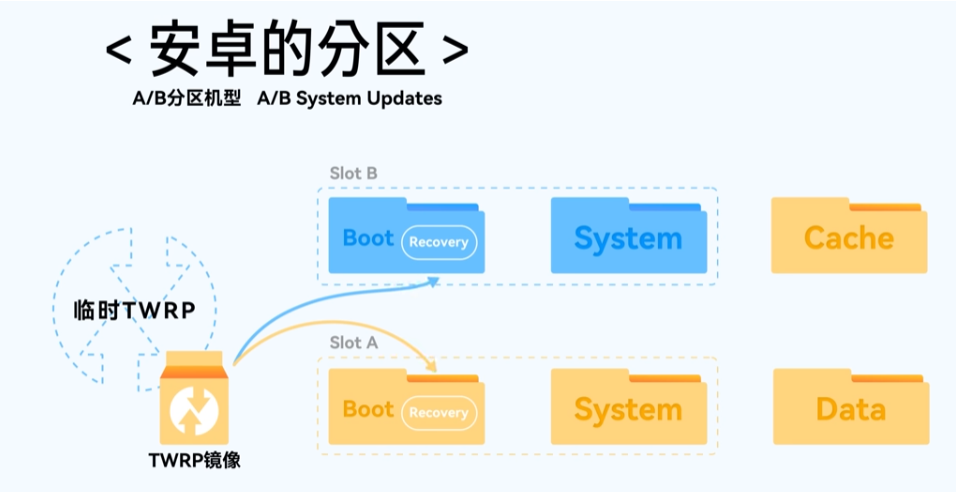 < 安卓的分区 >
A/B分区机型 A/B System Updates
Slot B
Boot Recovery System Cache
临时TWRP
Slot A
Boot Recovery System Data
TWRP镜像